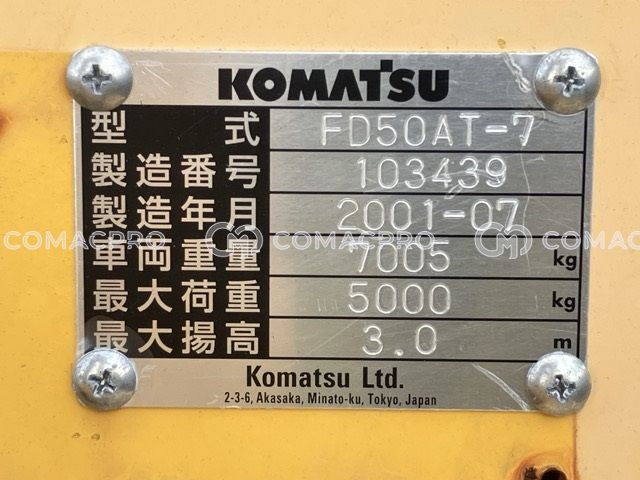 KOMATSU
型式 FD50AT-7
製造番号 103439
製造年月 2001-07
COMACPRO COMACPRO COMACPRO
車両重量 7005 kg
最大荷重 5000 kg
最大揚高 3.0 m
Komatsu Ltd.
2-3-6, Akasaka, Minato-ku, Tokyo, Japan